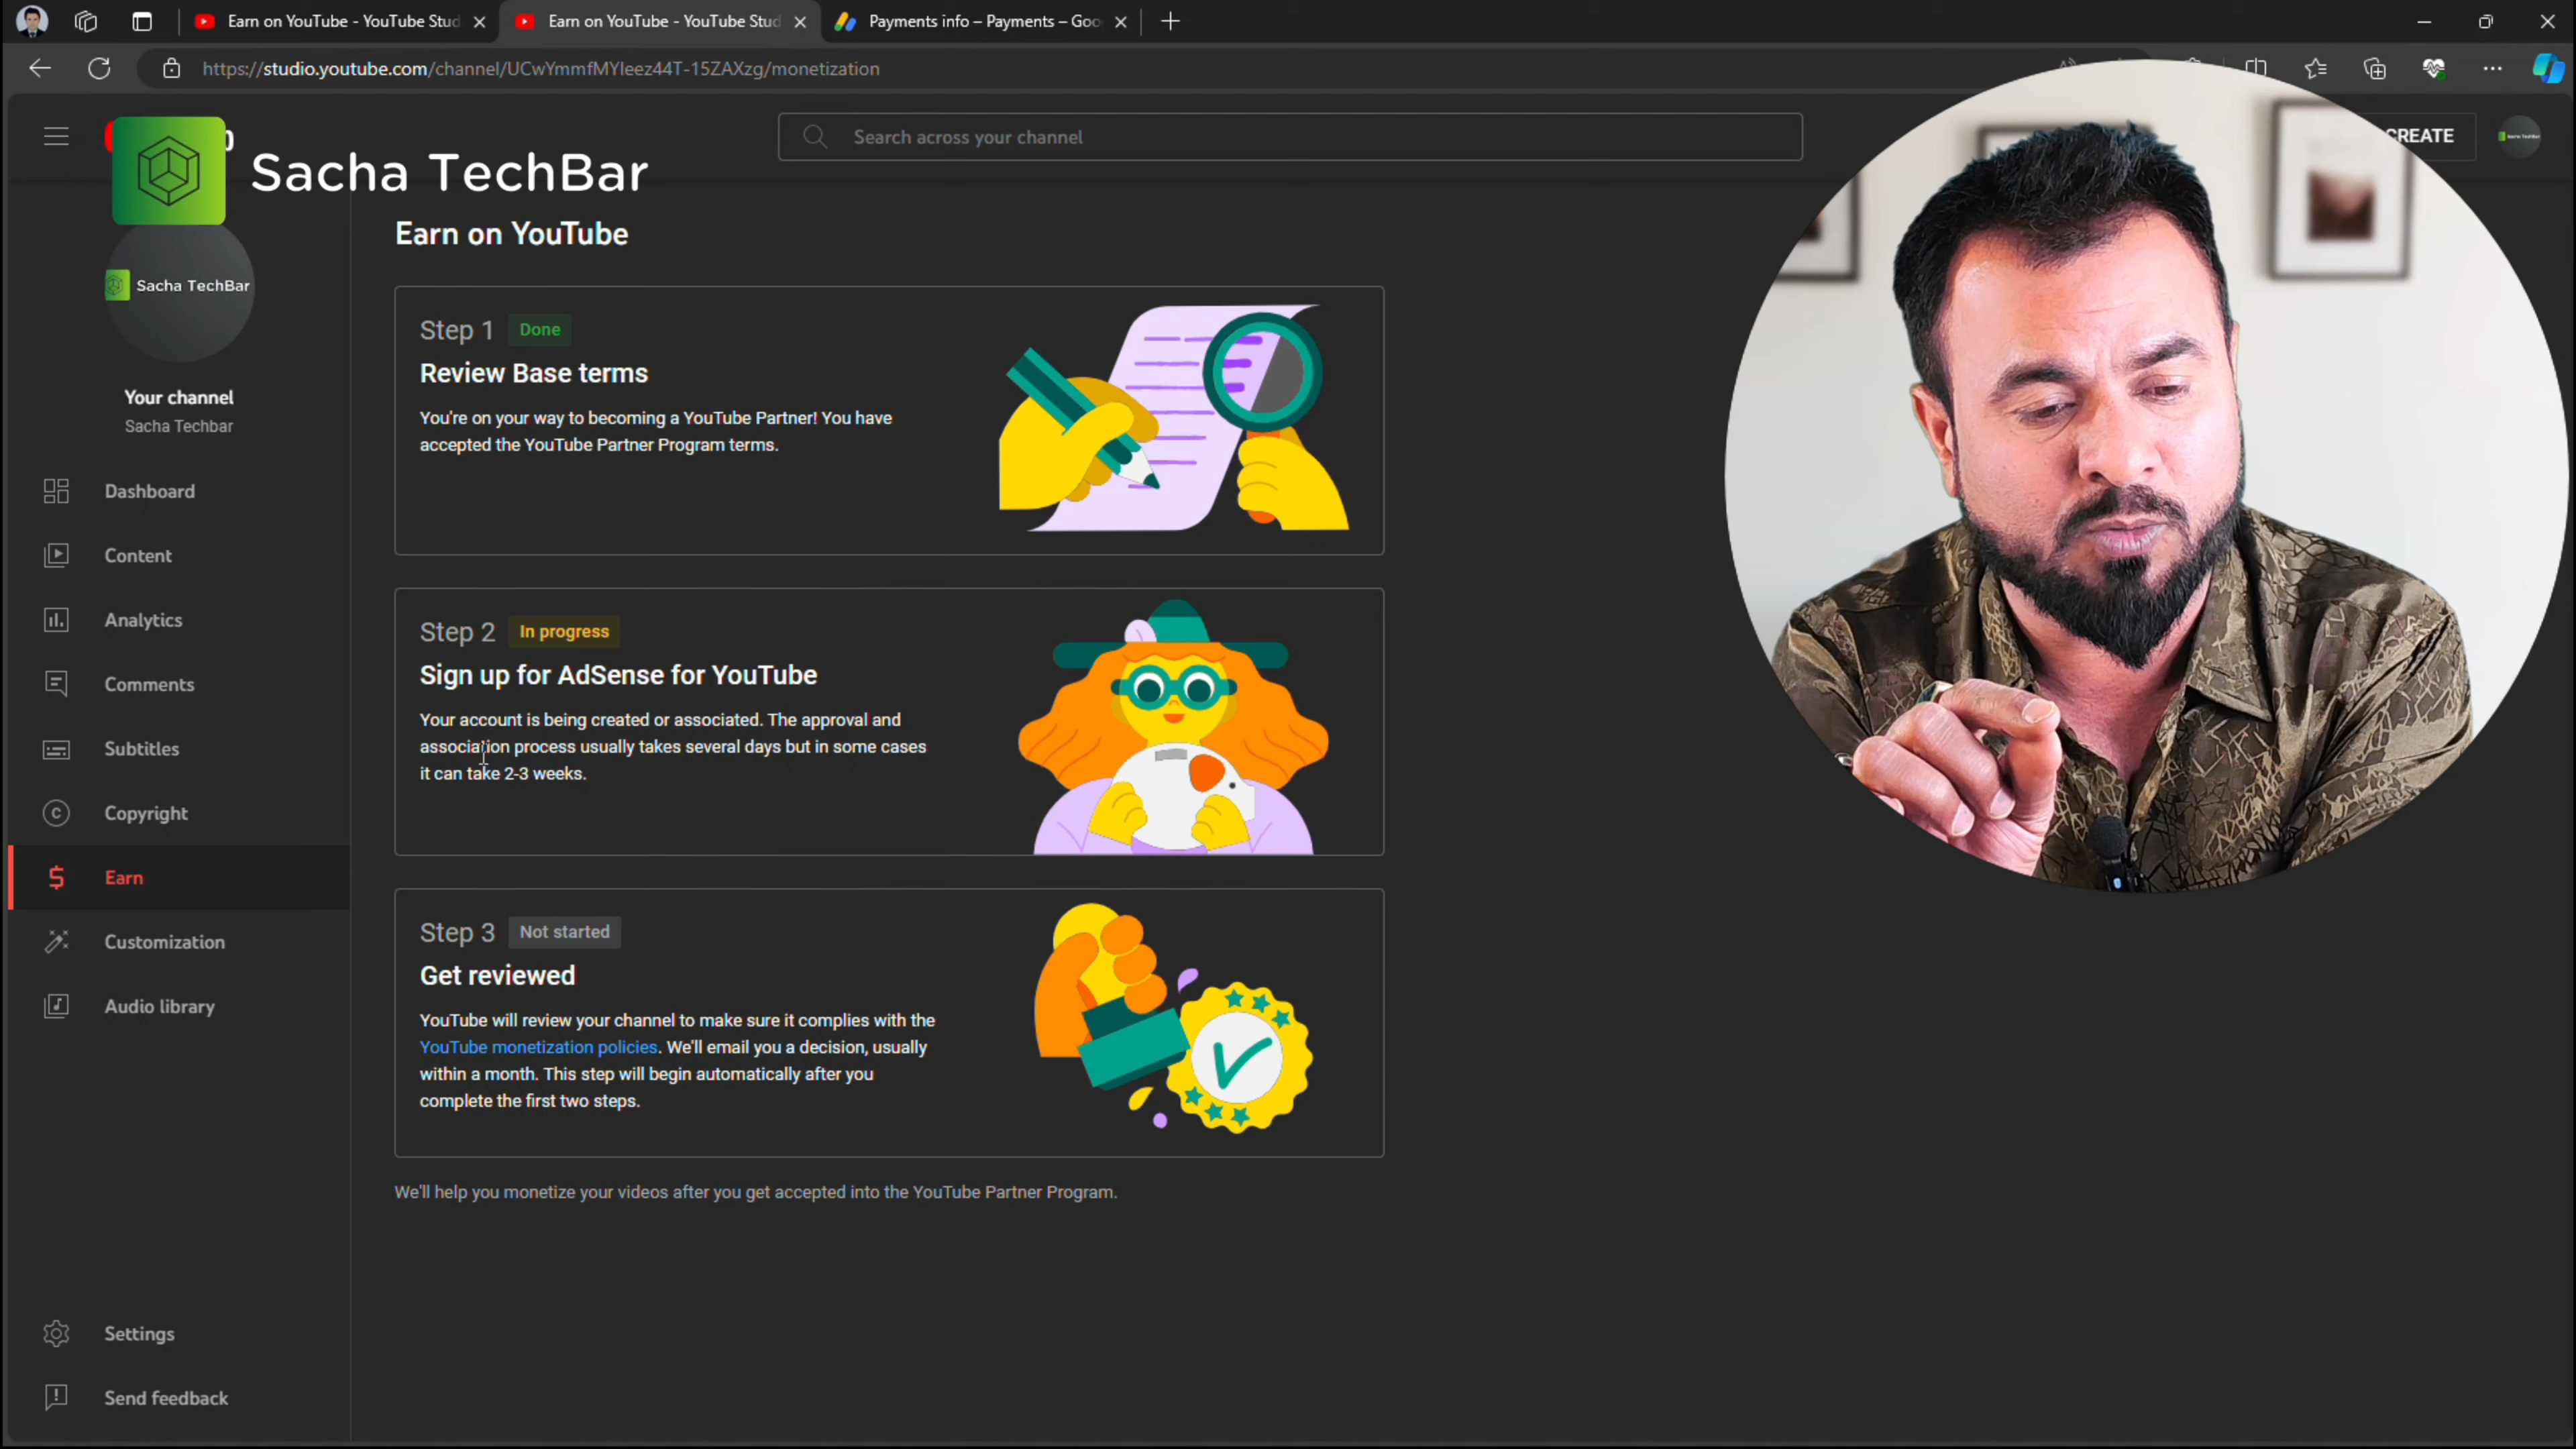 Earn on YouTube - YouTube Stud
Earn on YouTube - YouTube Stud
Payments info – Payments – Goo
https://studio.youtube.com/channel/UCwYmmfMYIeez44T-15ZAXzg/monetization
Search across your channel
CREATE
Sacha TechBar
Sacha TechBar
Your channel
Sacha Techbar
Dashboard
Content
Analytics
Comments
Subtitles
Copyright
Earn
Customization
Audio library
Settings
Send feedback
Earn on YouTube
Step 1 Done
Review Base terms
You're on your way to becoming a YouTube Partner! You have
accepted the YouTube Partner Program terms.
Step 2 In progress
Sign up for AdSense for YouTube
Your account is being created or associated. The approval and
association process usually takes several days but in some cases
it can take 2-3 weeks.
Step 3 Not started
Get reviewed
YouTube will review your channel to make sure it complies with the
YouTube monetization policies. We'll email you a decision, usually
within a month. This step will begin automatically after you
complete the first two steps.
We'll help you monetize your videos after you get accepted into the YouTube Partner Program.